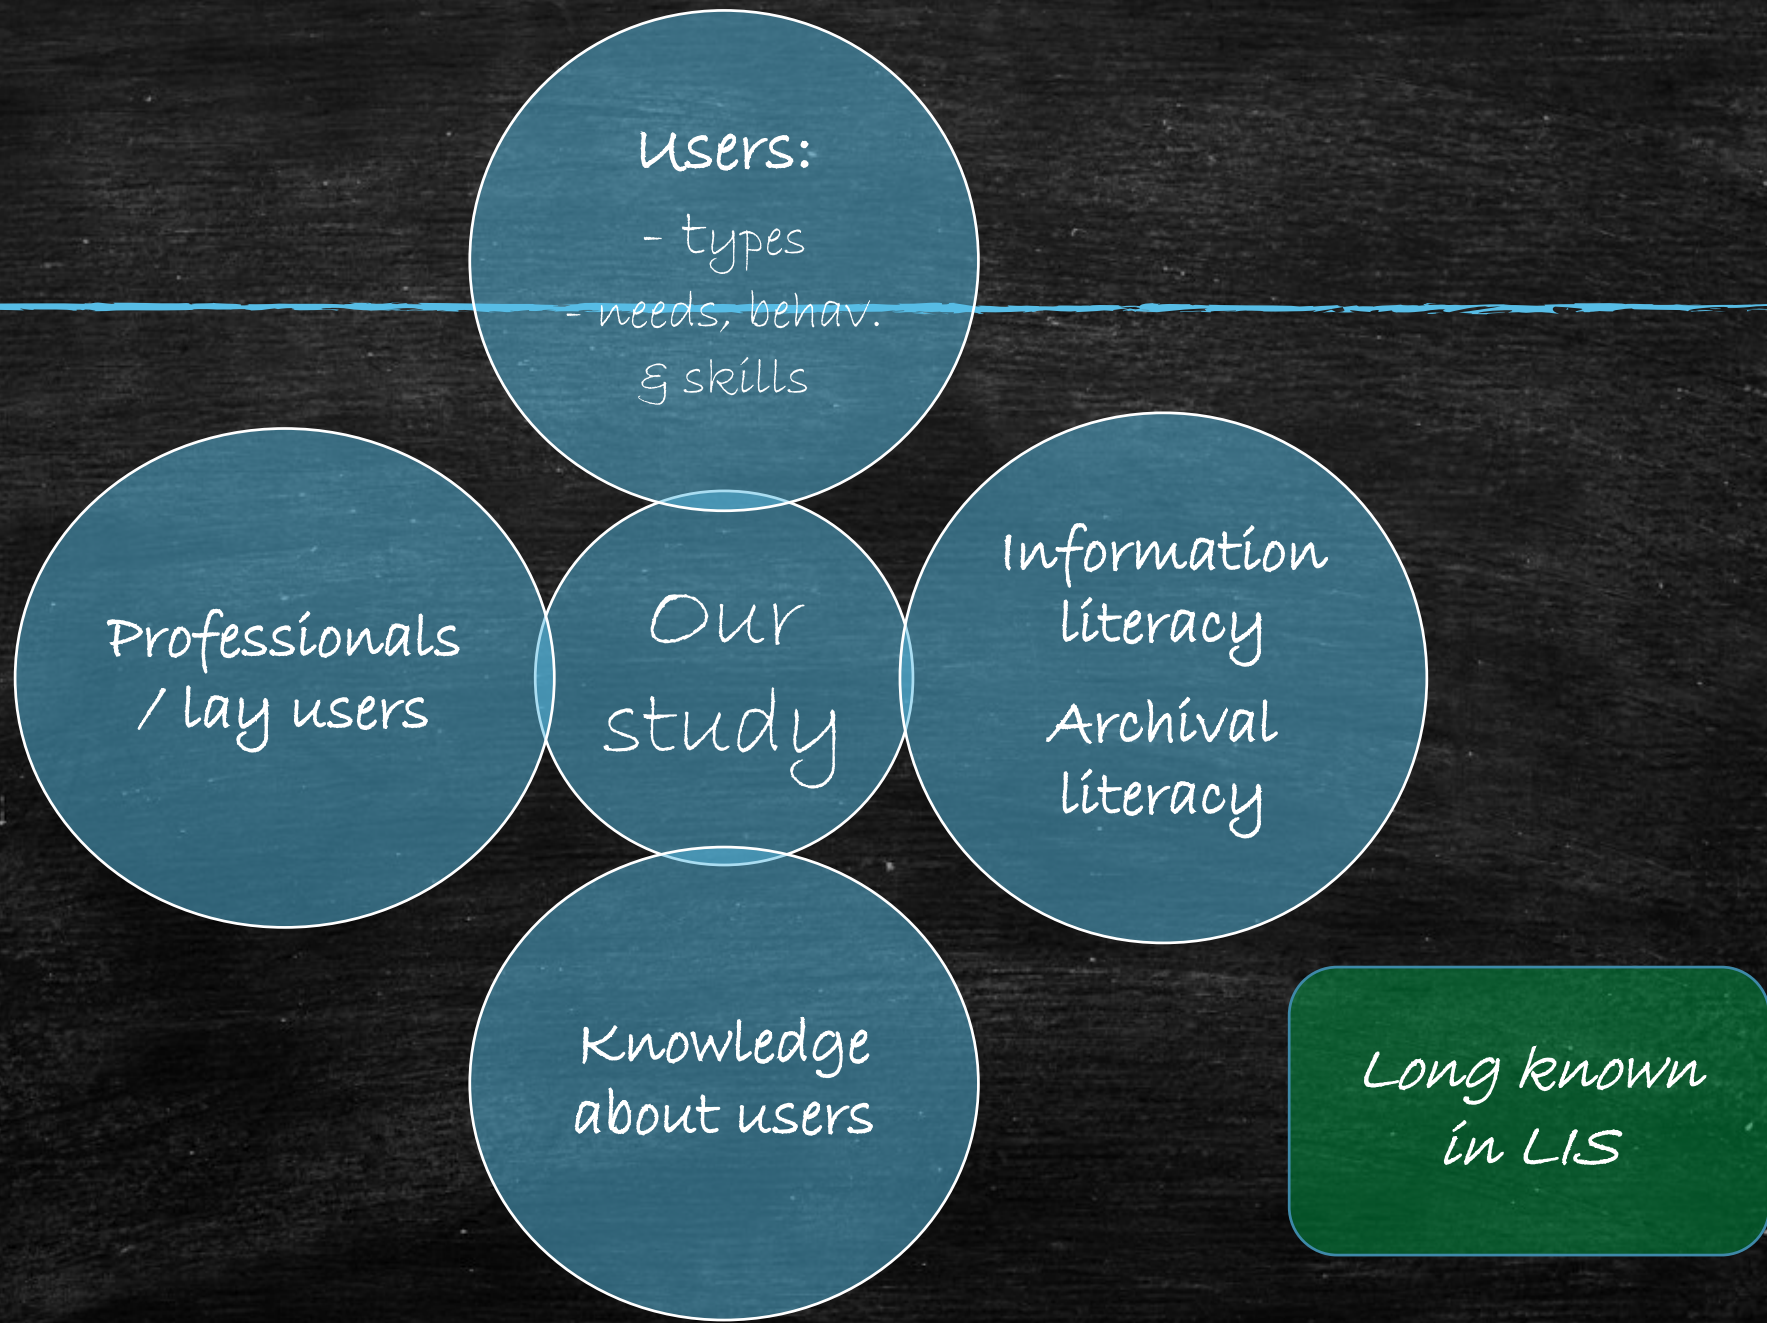 Users:
- types
- needs, behav.
& skills
Professionals
/ lay users
Our
study
Information
literacy
Archival
literacy
Knowledge
about users
Long known
in LIS